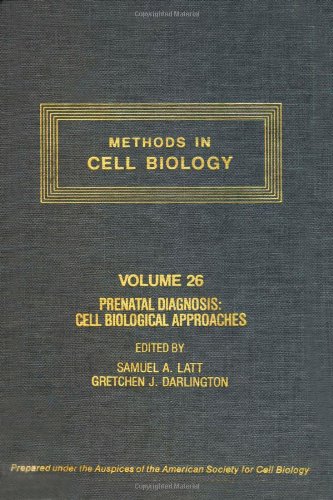 METHODS IN
CELL BIOLOGY
VOLUME 26
PRENATAL DIAGNOSIS:
CELL BIOLOGICAL APPROACHES
EDITED BY
SAMUEL A. LATT
GRETCHEN J. DARLINGTON
Prepared under the Auspices of the American Society for Cell Biology